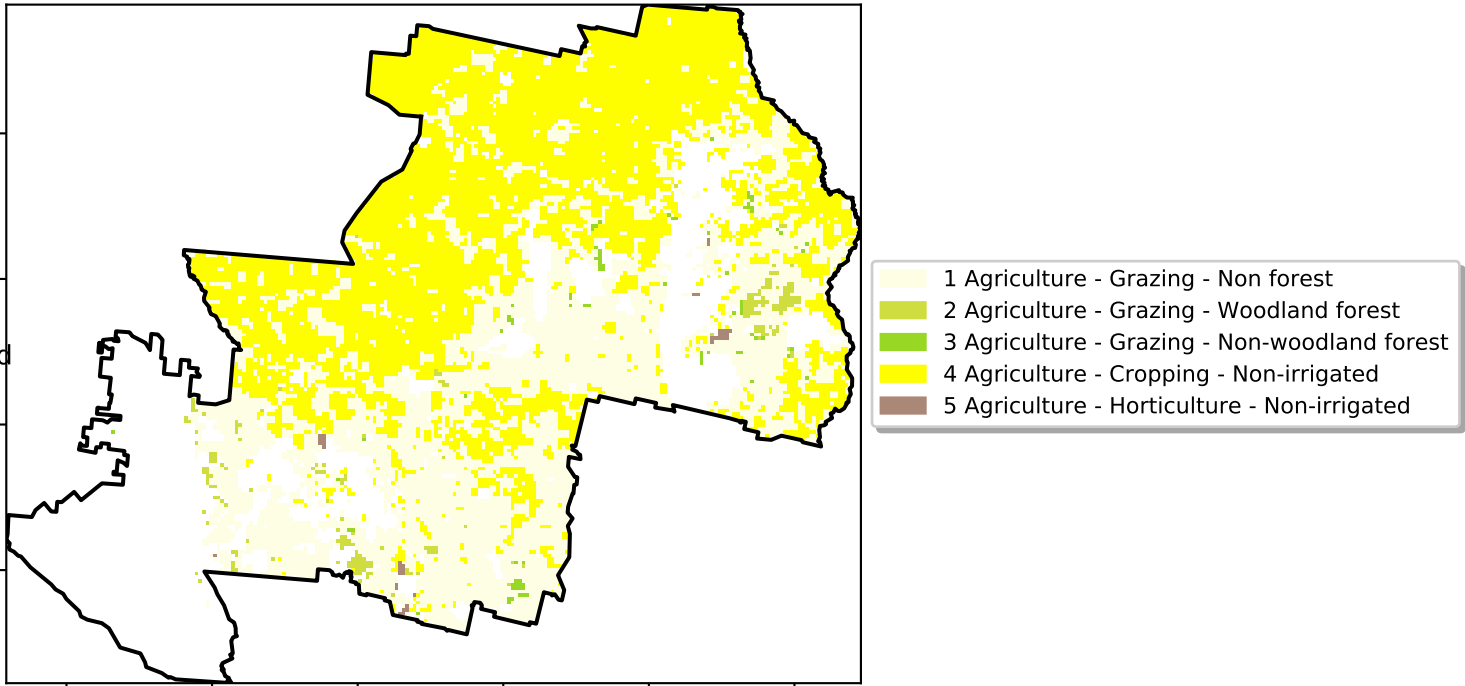 1 Agriculture - Grazing - Non forest
2 Agriculture - Grazing - Woodland forest
3 Agriculture - Grazing - Non-woodland forest
4 Agriculture - Cropping - Non-irrigated
5 Agriculture - Horticulture - Non-irrigated